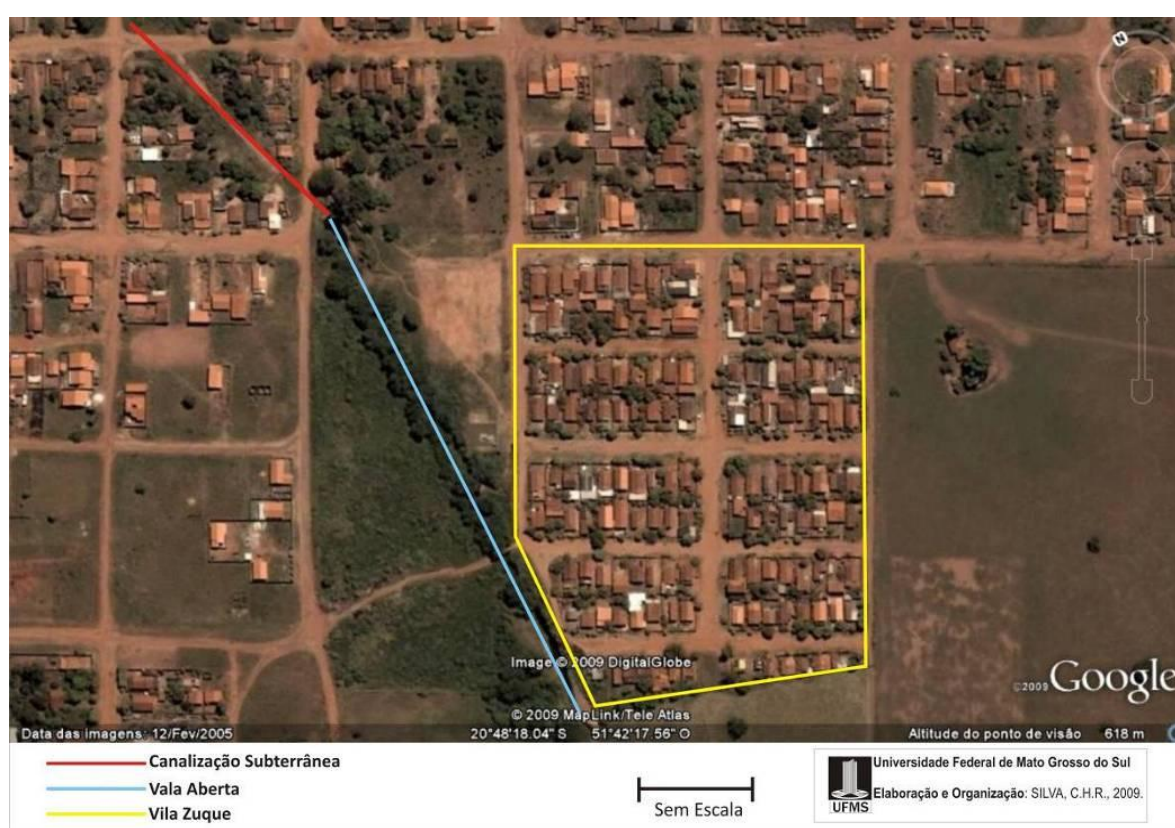 N
Image © 2009 DigitalGlobe
©2009 Google
© 2009 MapLink/Tele Atlas
Data das imagens: 12/Fev/2005
20°48'18.04" S 51°42'17.56" O
Altitude do ponto de visão 618 m
Canalização Subterrânea
Vala Aberta
Vila Zuque
Sem Escala
UFMS
Universidade Federal de Mato Grosso do Sul
Elaboração e Organização: SILVA, C.H.R., 2009.